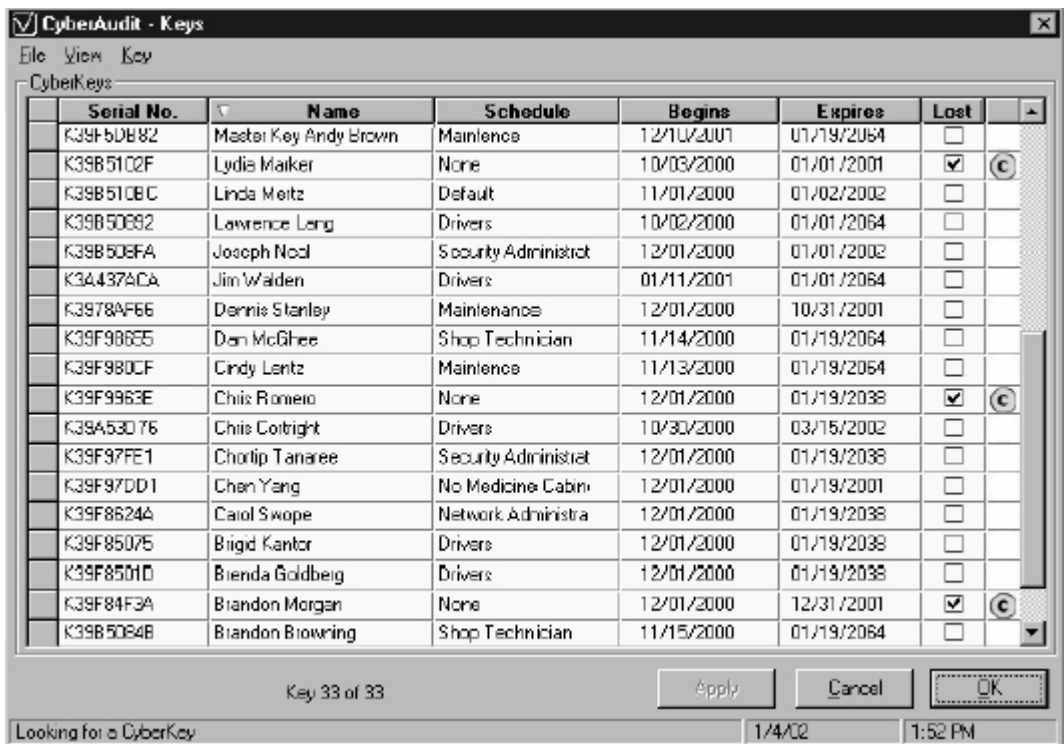 CyberAudit - Keys
File View Key
CyberKeys
Serial No. Name Schedule Begins Expires Lost
K39F5DB82 Master Key Andy Brown Maintence 12/10/2001 01/19/2064
K39B5102F Lydia Marker None 10/03/2000 01/01/2001 C
K39B510BC Linda Mertz Default 11/01/2000 01/02/2002
K39B50892 Lawrence Lang Drivers 10/02/2000 01/01/2064
K39B508FA Joseph Neal Security Administrat 12/01/2000 01/01/2002
K3A437ACA Jim Walden Drivers 01/11/2001 01/01/2064
K3978AF66 Dennis Stanley Maintenance 12/01/2000 10/31/2001
K39F98655 Dan McGhee Shop Technician 11/14/2000 01/19/2064
K39F980CF Cindy Lentz Maintence 11/13/2000 01/19/2064
K39F9963E Chris Romero None 12/01/2000 01/19/2038 C
K39A53D76 Chris Cortright Drivers 10/30/2000 03/15/2002
K39F97FE1 Chortip Tanaree Security Administrat 12/01/2000 01/19/2038
K39F97DD1 Chen Yang No Medicine Cabin 12/01/2000 01/19/2001
K39F8624A Carol Swope Network Administra 12/01/2000 01/19/2038
K39F85075 Brigid Kantor Drivers 12/01/2000 01/19/2038
K39F8501D Brenda Goldberg Drivers 12/01/2000 01/19/2038
K39F84F3A Brandon Morgan None 12/01/2000 12/31/2001 C
K39B5084B Brandon Browning Shop Technician 11/15/2000 01/19/2064
Key 33 of 33 Apply Cancel OK
Looking for a CyberKey 1/4/02 1:52 PM